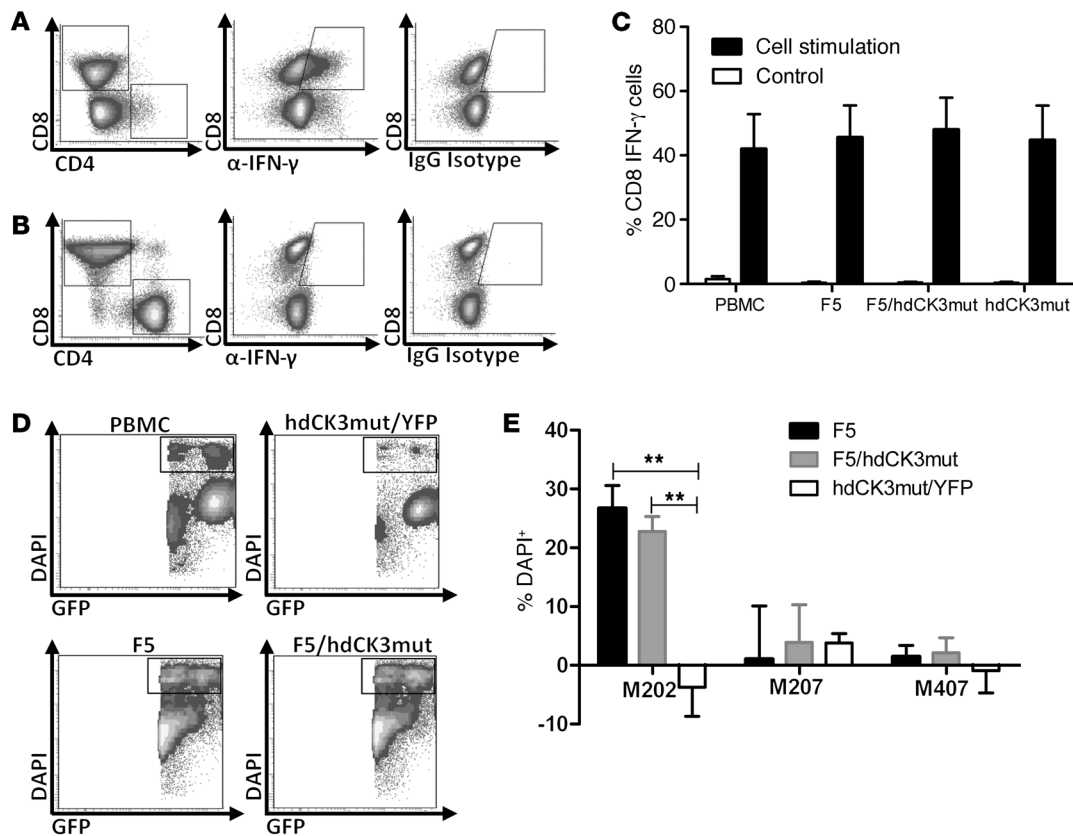 A
CD8
CD4
CD8
α-IFN-γ
CD8
IgG Isotype
B
CD8
CD4
CD8
α-IFN-γ
CD8
IgG Isotype
C
% CD8 IFN-γ cells
80
60
40
20
0
Cell stimulation
Control
PBMC
F5
F5/hdCK3mut
hdCK3mut
D
PBMC
DAPI
GFP
hdCK3mut/YFP
DAPI
GFP
F5
DAPI
GFP
F5/hdCK3mut
DAPI
GFP
E
% DAPI+
40
30
20
10
0
-10
F5
F5/hdCK3mut
hdCK3mut/YFP
**
**
M202
M207
M407